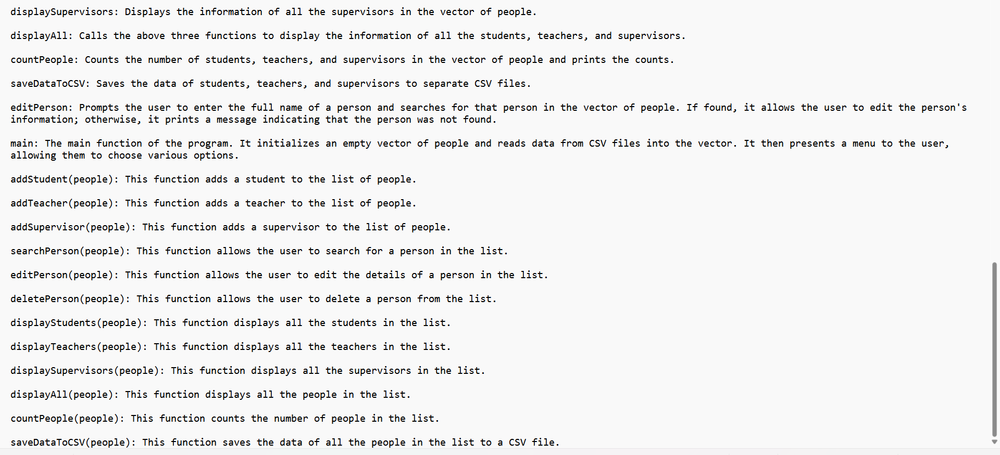 displaySupervisors: Displays the information of all the supervisors in the vector of people.
displayAll: Calls the above three functions to display the information of all the students, teachers, and supervisors.
countPeople: Counts the number of students, teachers, and supervisors in the vector of people and prints the counts.
saveDataToCSV: Saves the data of students, teachers, and supervisors to separate CSV files.
editPerson: Prompts the user to enter the full name of a person and searches for that person in the vector of people. If found, it allows the user to edit the person's
information; otherwise, it prints a message indicating that the person was not found.
main: The main function of the program. It initializes an empty vector of people and reads data from CSV files into the vector. It then presents a menu to the user,
allowing them to choose various options.
addStudent(people): This function adds a student to the list of people.
addTeacher(people): This function adds a teacher to the list of people.
addSupervisor(people): This function adds a supervisor to the list of people.
searchPerson(people): This function allows the user to search for a person in the list.
editPerson(people): This function allows the user to edit the details of a person in the list.
deletePerson(people): This function allows the user to delete a person from the list.
displayStudents(people): This function displays all the students in the list.
displayTeachers(people): This function displays all the teachers in the list.
displaySupervisors(people): This function displays all the supervisors in the list.
displayAll(people): This function displays all the people in the list.
countPeople(people): This function counts the number of people in the list.
saveDataToCSV(people): This function saves the data of all the people in the list to a CSV file.